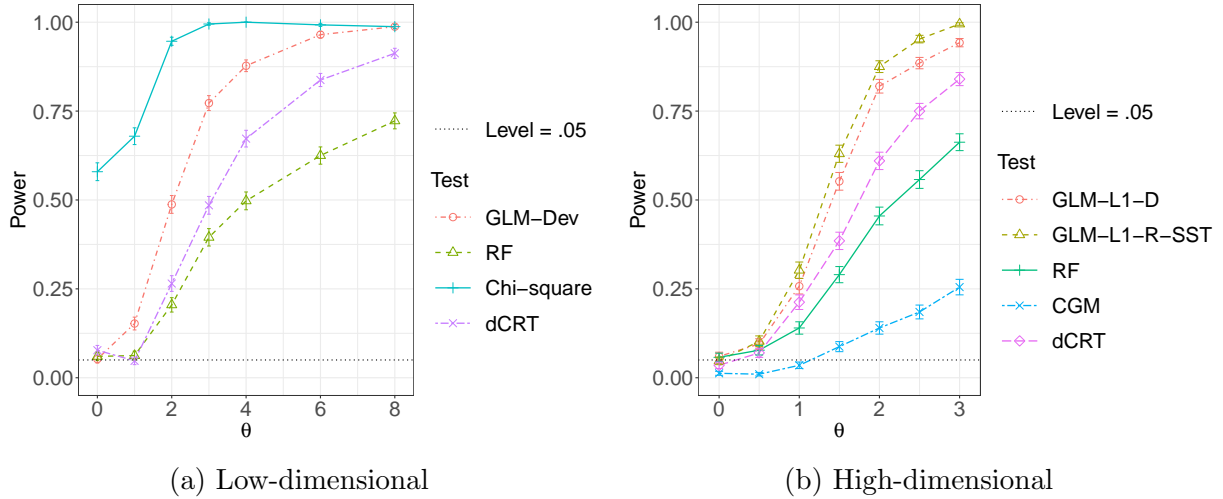 1.00
0.75
0.50
0.25
0.00
Power
0
2
4
6
8
θ
Level = .05
Test
GLM−Dev
RF
Chi−square
dCRT
(a) Low-dimensional
1.00
0.75
0.50
0.25
0.00
Power
0
1
2
3
θ
Level = .05
Test
GLM−L1−D
GLM−L1−R−SST
RF
CGM
dCRT
(b) High-dimensional